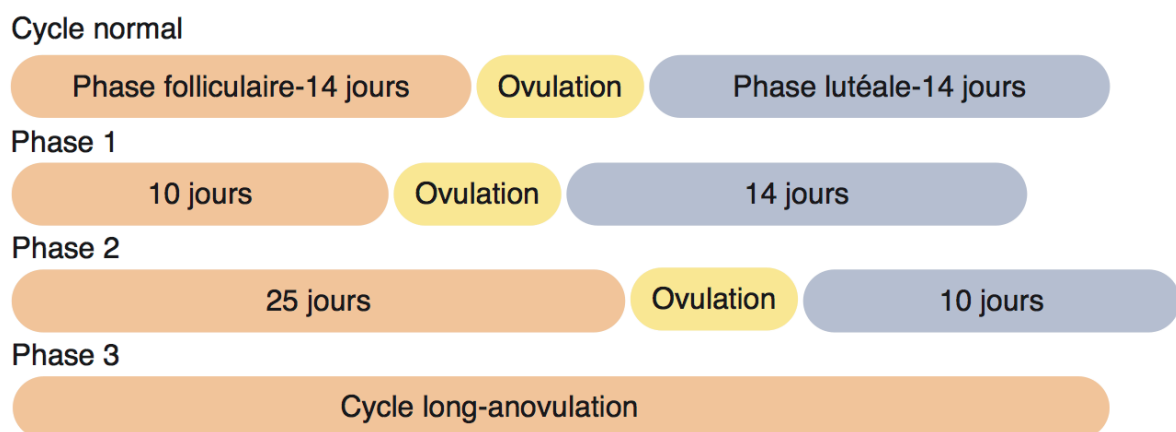 Cycle normal
Phase folliculaire-14 jours Ovulation Phase lutéale-14 jours
Phase 1
10 jours Ovulation 14 jours
Phase 2
25 jours Ovulation 10 jours
Phase 3
Cycle long-anovulation